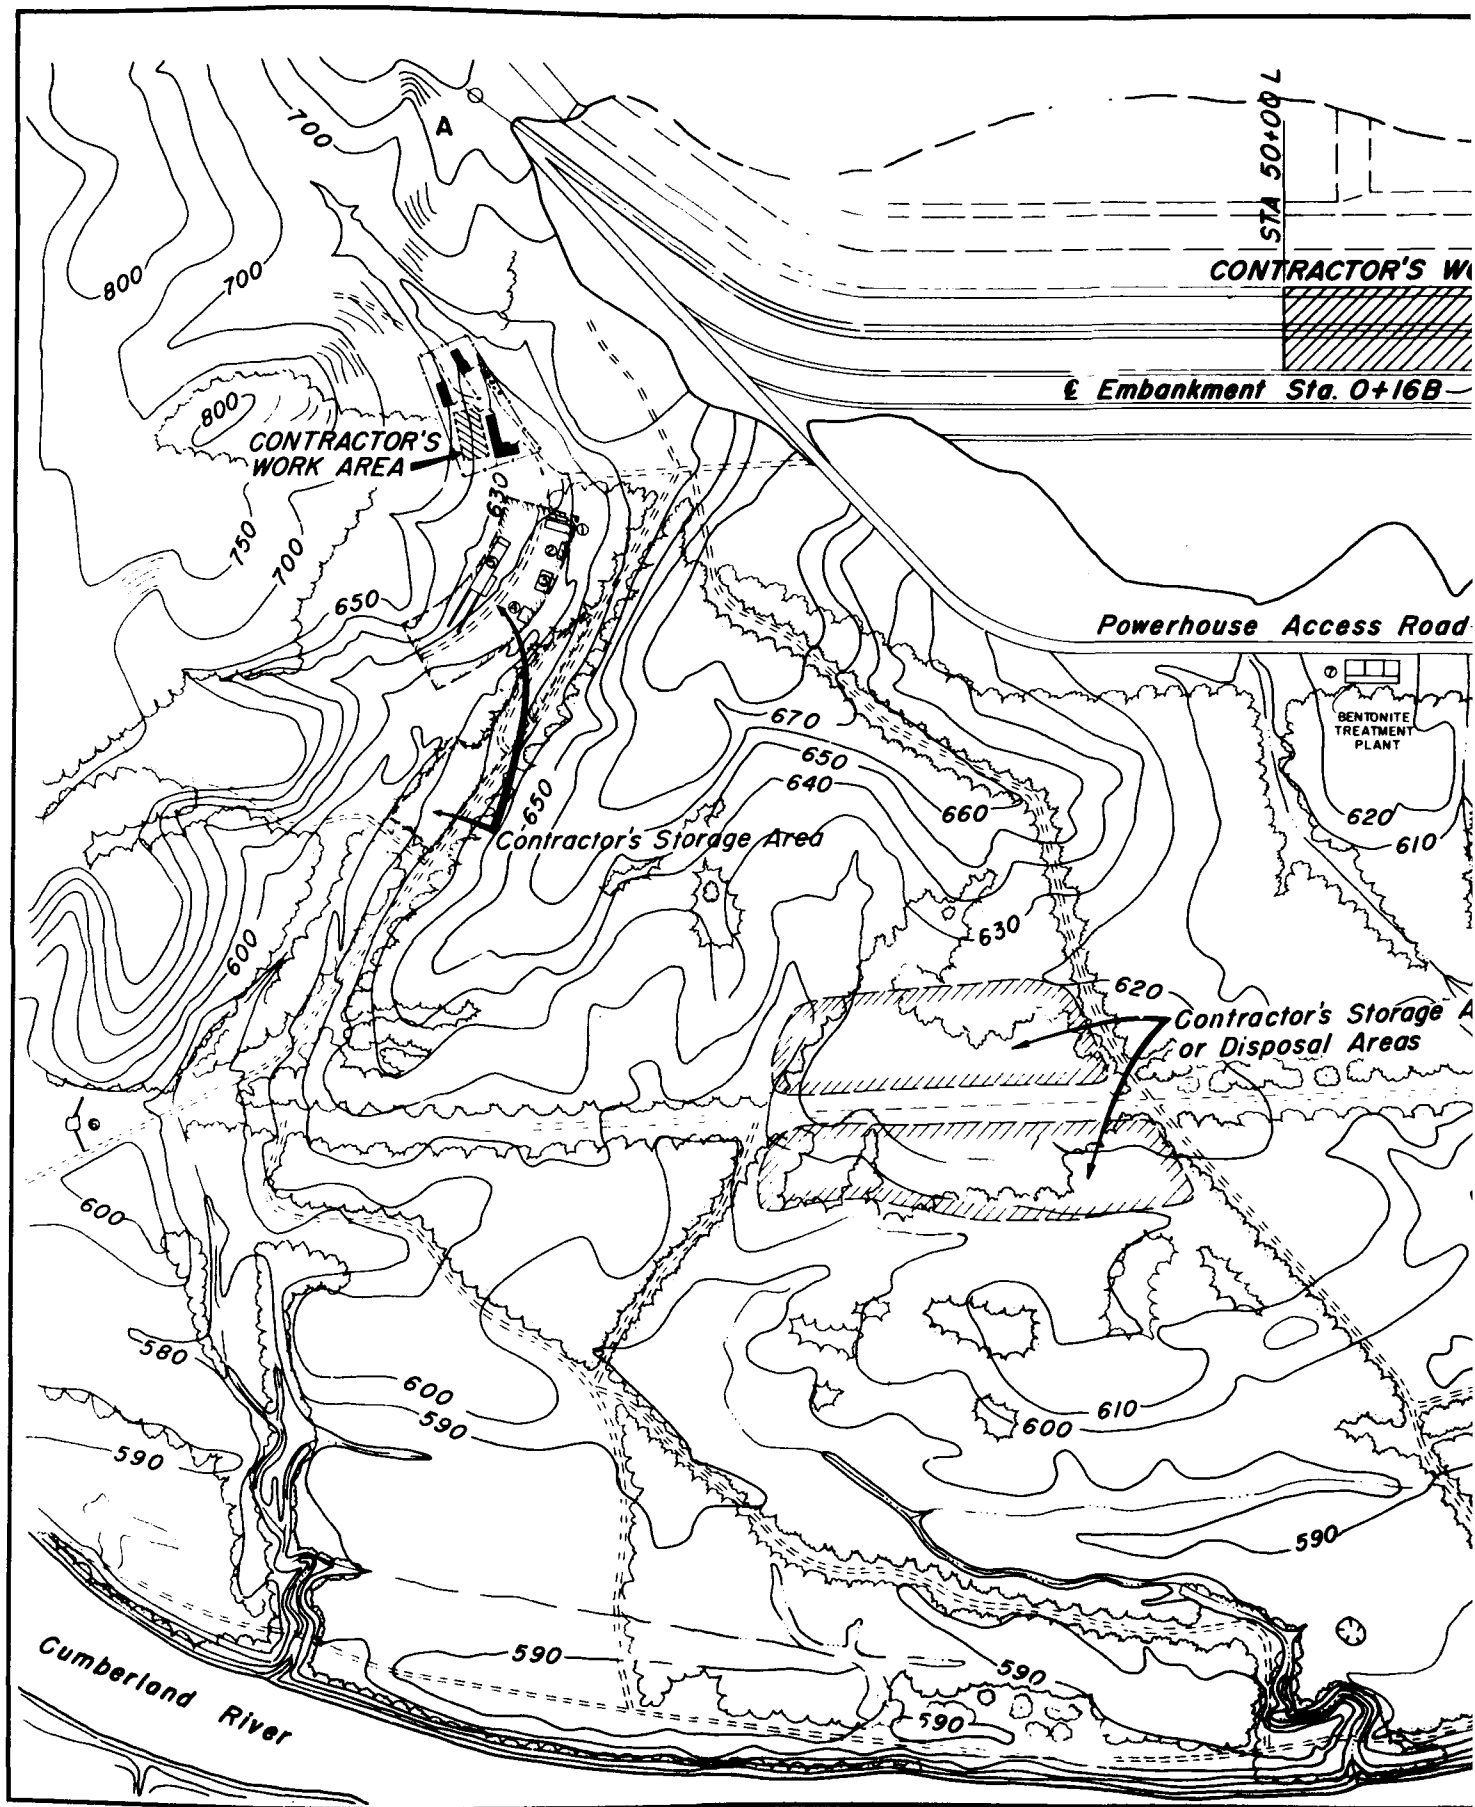 700
A
STA 50+00 L
800
700
CONTRACTOR'S WO
℄ Embankment Sta. 0+16B
800
CONTRACTOR'S
WORK AREA
630
750
700
650
Powerhouse Access Road
7
BENTONITE
TREATMENT
PLANT
670
650
640
660
620
610
650
Contractor's Storage Area
600
630
620
Contractor's Storage A
or Disposal Areas
600
580
600
590
610
600
590
590
590
590
590
Cumberland River